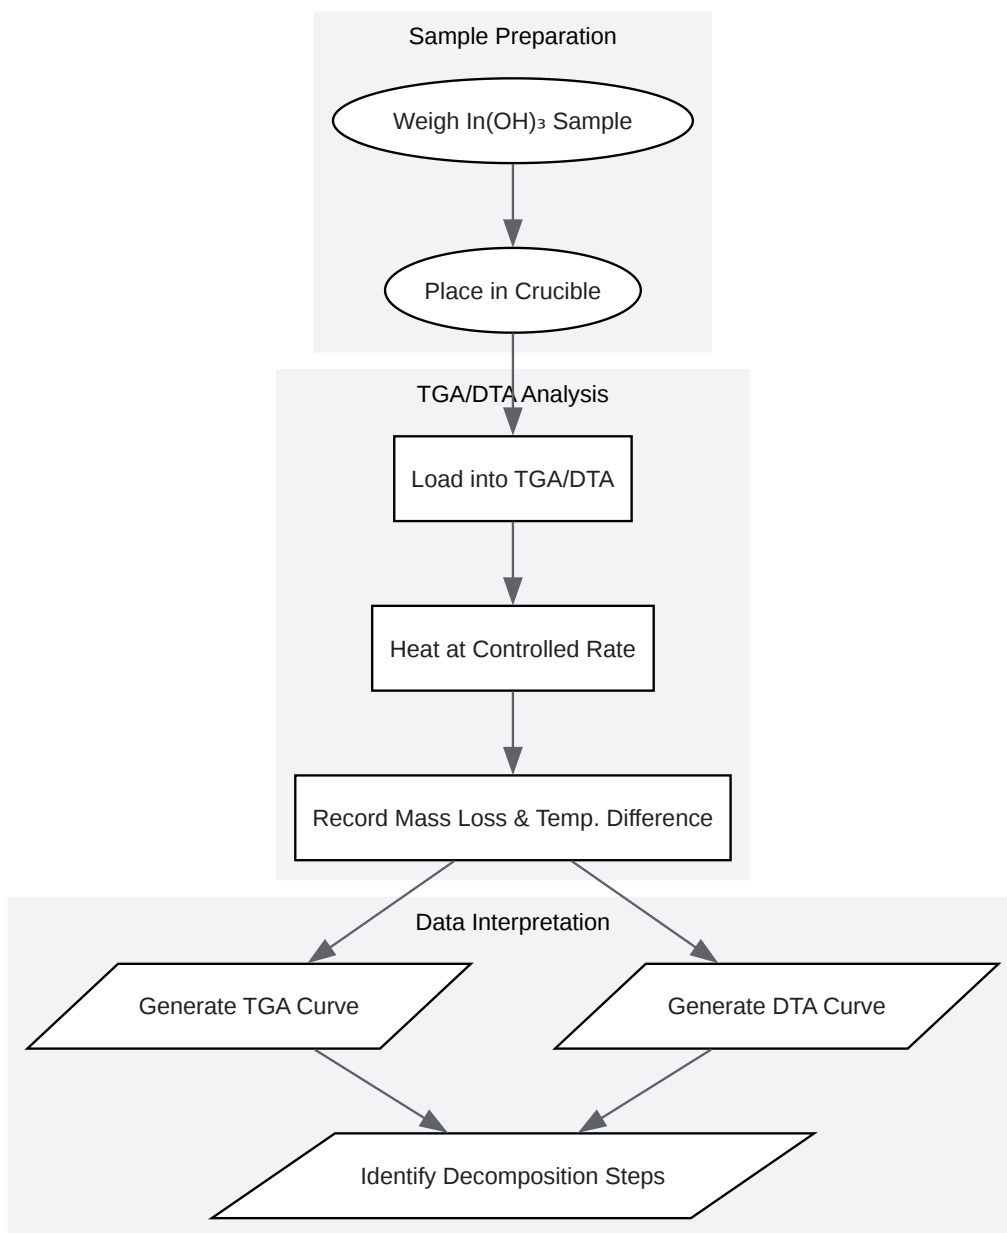 Sample Preparation
Weigh In(OH)₃ Sample
Place in Crucible
TGA/DTA Analysis
Load into TGA/DTA
Heat at Controlled Rate
Record Mass Loss & Temp. Difference
Data Interpretation
Generate TGA Curve
Generate DTA Curve
Identify Decomposition Steps